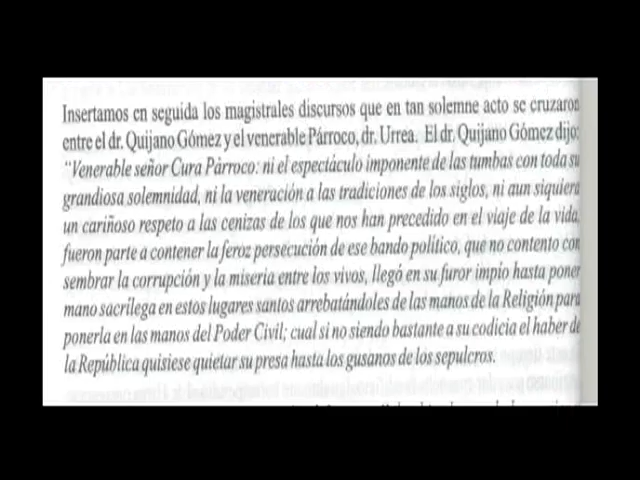 Insertamos en seguida los magistrales discursos que en tan solemne acto se cruzaron
entre el dr. Quijano Gómez y el venerable Párroco, dr. Urrea. El dr. Quijano Gómez dijo:
"Venerable señor Cura Párroco: ni el espectáculo imponente de las tumbas con toda su
grandiosa solemnidad, ni la veneración a las tradiciones de los siglos, ni aun siquiera
un cariñoso respeto a las cenizas de los que nos han precedido en el viaje de la vida,
fueron parte a contener la feroz persecución de ese bando político, que no contento con
sembrar la corrupción y la miseria entre los vivos, llegó en su furor impío hasta poner
mano sacrílega en estos lugares santos arrebatándoles de las manos de la Religión para
ponerla en las manos del Poder Civil; cual si no siendo bastante a su codicia el haber de
la República quisiese quietar su presa hasta los gusanos de los sepulcros.